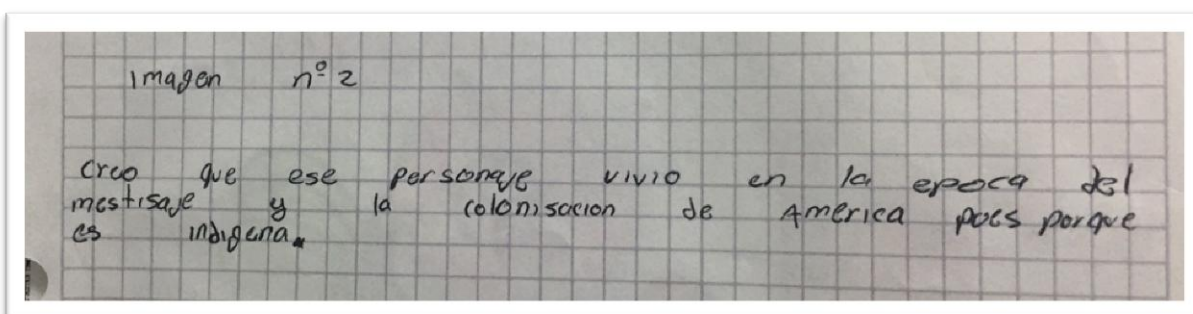 imagen nº 2
creo que ese personaje vivio en la epoca del
mestisaje y la colonisacion de America pues porque
es indigena.